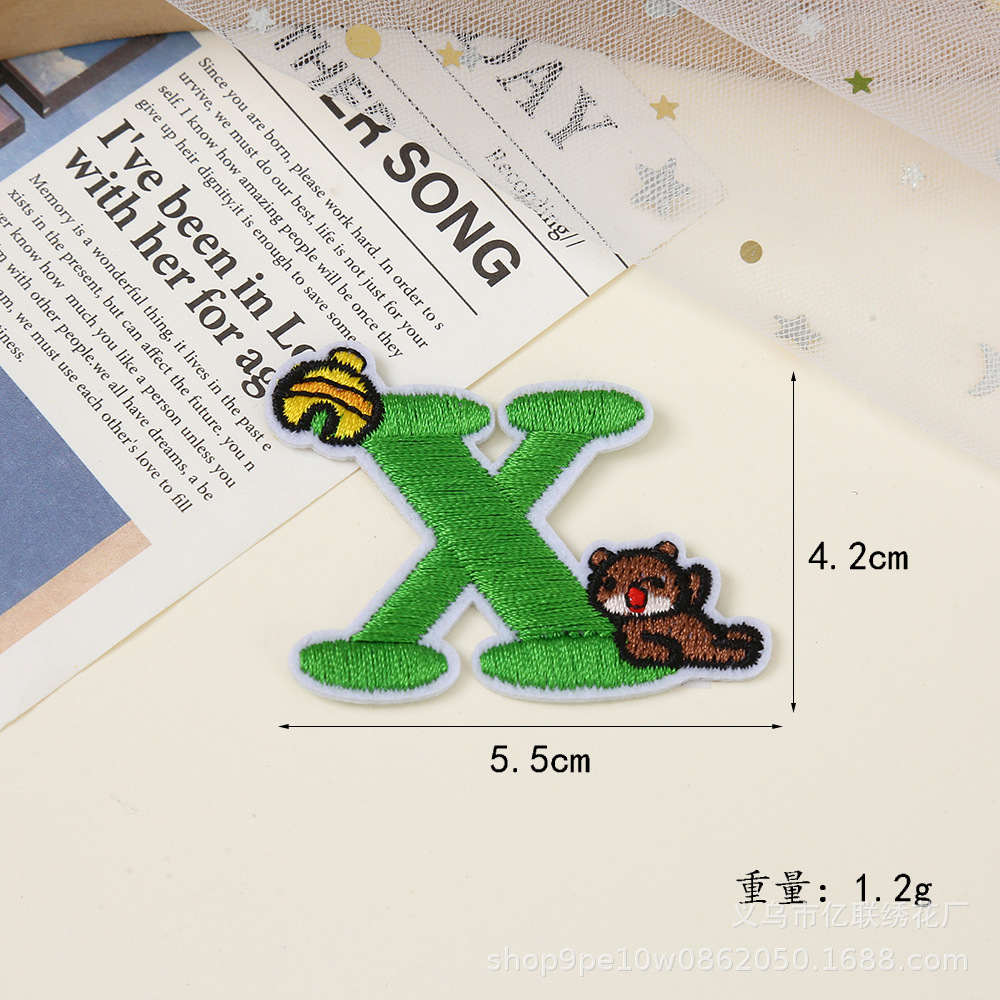 DAY
THER
Recording//
ER SONG
Since you are born, please work hard. In order to s
urvive, we must do our best, life is not just for your
self. I know how amazing people will be once they
give up heir dignity,it is enough to save some
I've been in Lo
with her for ag
Memory is a wonderful thing, it lives in the past e
xists in the present, but can affect the future. you n
ver know how much you like a person unless you
m with other people.we all have dreams, a be
am, we must use each other's love to fill
tiness.
X
4.2cm
5.5cm
重量：1.2g
义乌市亿联绣花厂
shop9pe10w0862050.1688.com